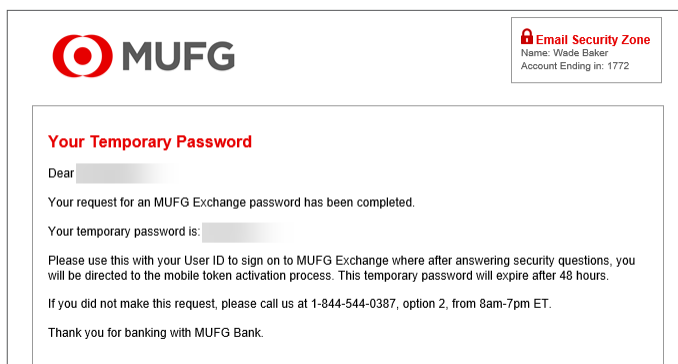 MUFG
Email Security Zone
Name: Wade Baker
Account Ending in: 1772
Your Temporary Password
Dear
Your request for an MUFG Exchange password has been completed.
Your temporary password is:
Please use this with your User ID to sign on to MUFG Exchange where after answering security questions, you
will be directed to the mobile token activation process. This temporary password will expire after 48 hours.
If you did not make this request, please call us at 1-844-544-0387, option 2, from 8am-7pm ET.
Thank you for banking with MUFG Bank.